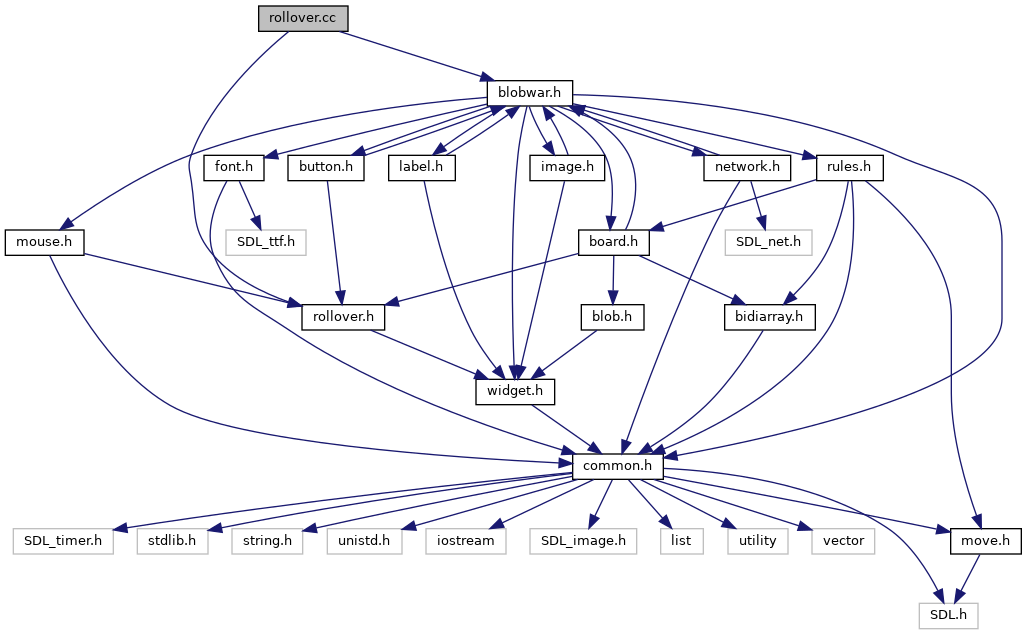 rollover.cc
blobwar.h
font.h
button.h
label.h
image.h
network.h
rules.h
mouse.h
SDL_ttf.h
board.h
SDL_net.h
rollover.h
blob.h
bidiarray.h
widget.h
common.h
SDL_timer.h
stdlib.h
string.h
unistd.h
iostream
SDL_image.h
list
utility
vector
move.h
SDL.h